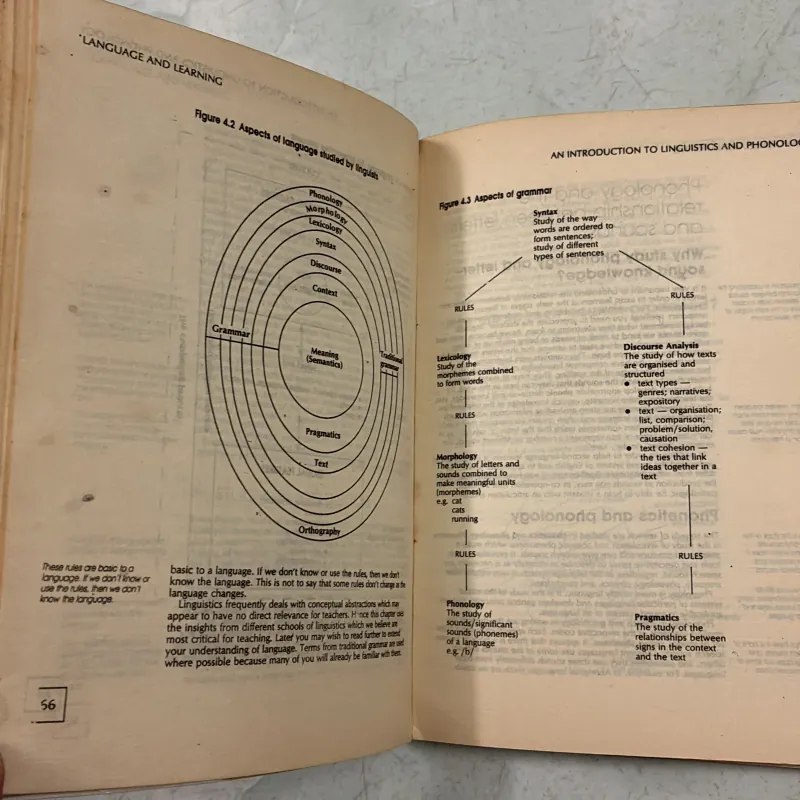 LANGUAGE AND LEARNING
Figure 4.2 Aspects of language studied by linguists
Phonology
Morphology
Lexicology
Syntax
Discourse
Context
Grammar
Meaning
(Semantics)
Traditional
grammar
Pragmatics
Text
Orthography
These rules are basic to a
language. If we don't know or
use the rules, then we don't
know the language.
basic to a language. If we don't know or use the rules, then we don't
know the language. This is not to say that some rules don't change as the
language changes.
Linguistics frequently deals with conceptual abstractions which may
appear to have no direct relevance for teachers. Hence this chapter uses
the insights from different schools of linguistics which we believe are
most critical for teaching. Later you may wish to read further to extend
your understanding of language. Terms from traditional grammar are used
where possible because many of you will already be familiar with them.
56
AN INTRODUCTION TO LINGUISTICS AND PHONOLO
Figure 4.3 Aspects of grammar
Syntax
Study of the way
words are ordered to
form sentences;
study of different
types of sentences
RULES
RULES
Lexicology
Study of the
morphemes combined
to form words
RULES
Morphology
The study of letters and
sounds combined to
make meaningful units
(morphemes)
e.g. cat
cats
running
RULES
Phonology
The study of
sounds/significant
sounds (phonemes)
of a language
e.g. /b/
Discourse Analysis
The study of how texts
are organised and
structured
● text types —
genres; narratives;
expository
● text — organisation;
list, comparison;
problem/solution,
causation
● text cohesion —
the ties that link
ideas together in a
text
RULES
Pragmatics
The study of the
relationships between
signs in the context
and the text